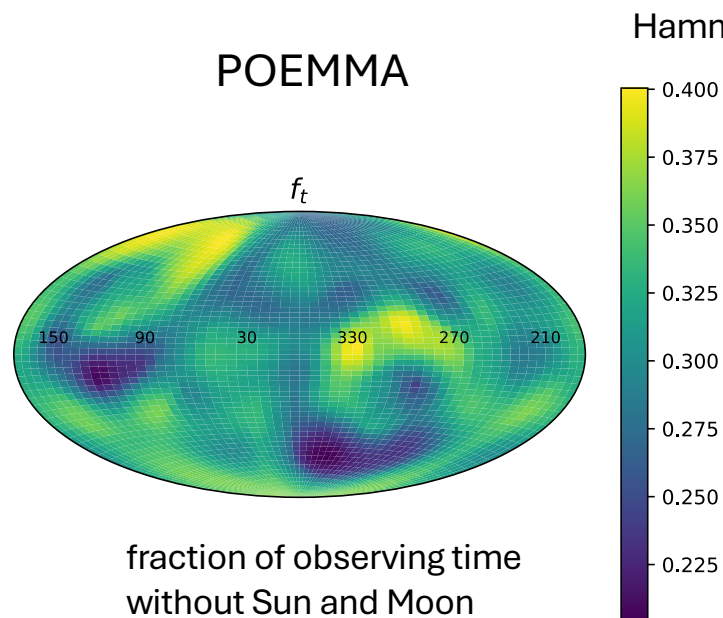 Hamn
POEMMA
f_t
0.400
0.375
0.350
0.325
0.300
0.275
0.250
0.225
150 90 30 330 270 210
fraction of observing time
without Sun and Moon